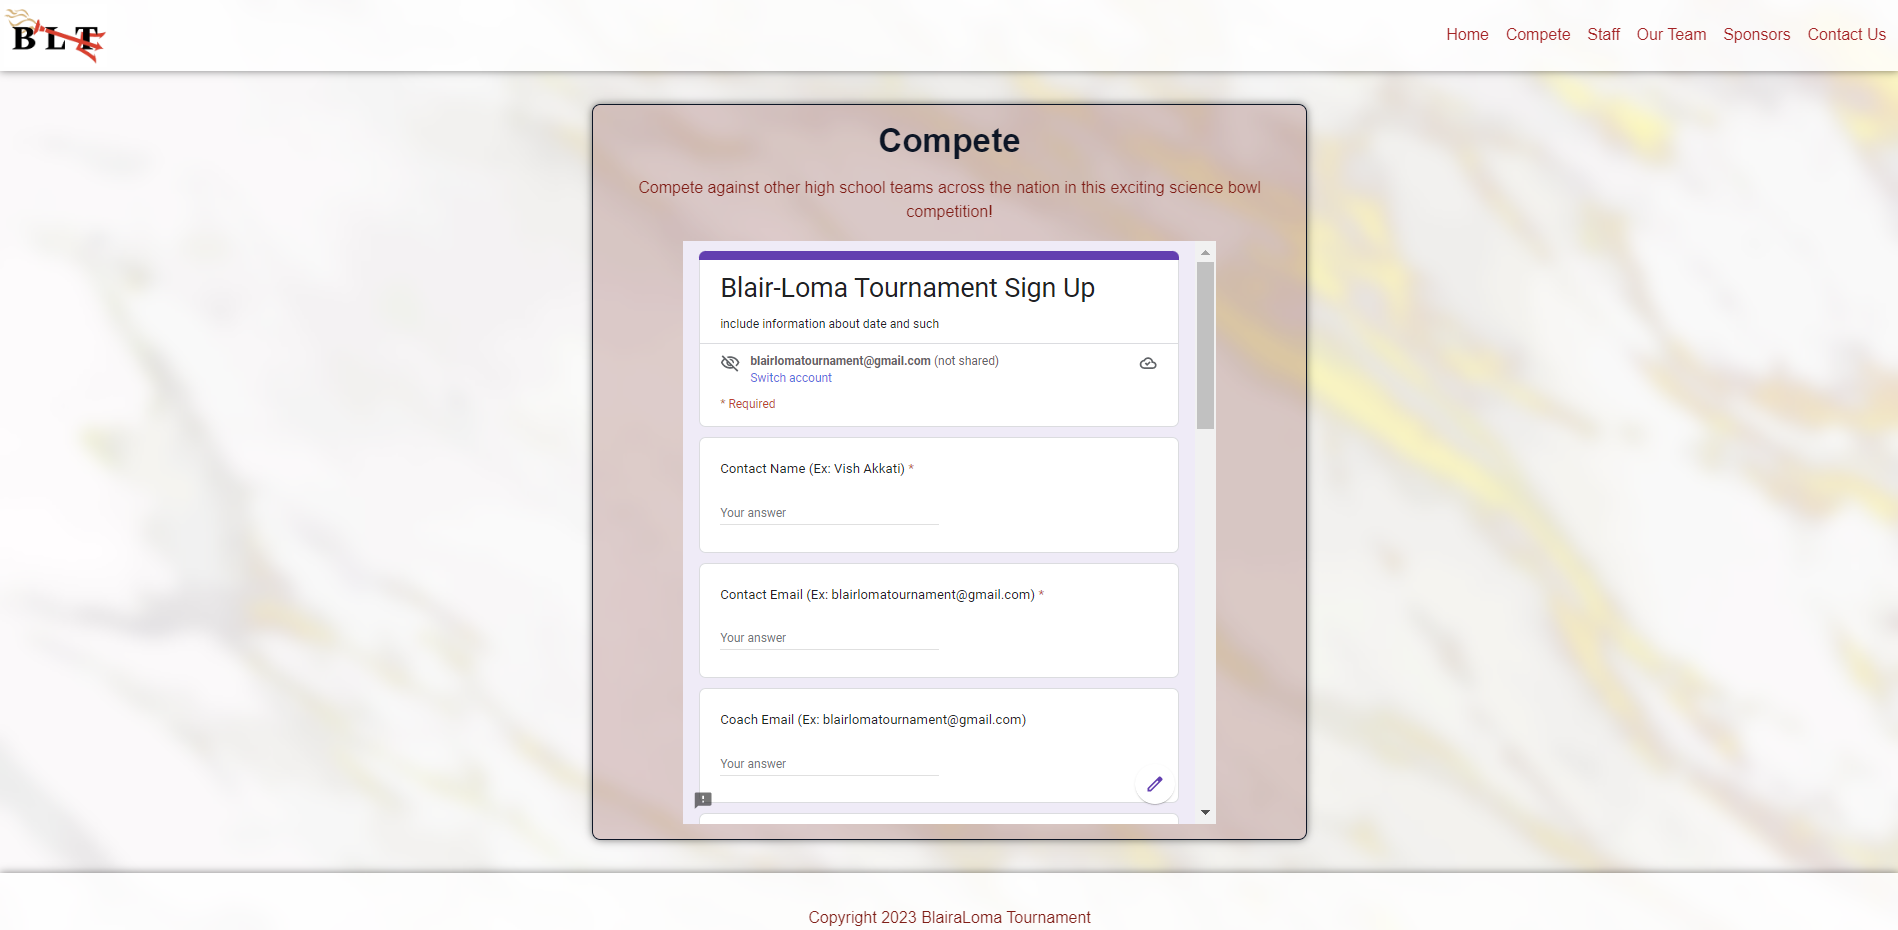 BLT
Home Compete Staff Our Team Sponsors Contact Us
Compete
Compete against other high school teams across the nation in this exciting science bowl
competition!
Blair-Loma Tournament Sign Up
include information about date and such
blairlomatournament@gmail.com (not shared)
Switch account
* Required
Contact Name (Ex: Vish Akkati) *
Your answer
Contact Email (Ex: blairlomatournament@gmail.com) *
Your answer
Coach Email (Ex: blairlomatournament@gmail.com)
Your answer
Copyright 2023 BlairaLoma Tournament